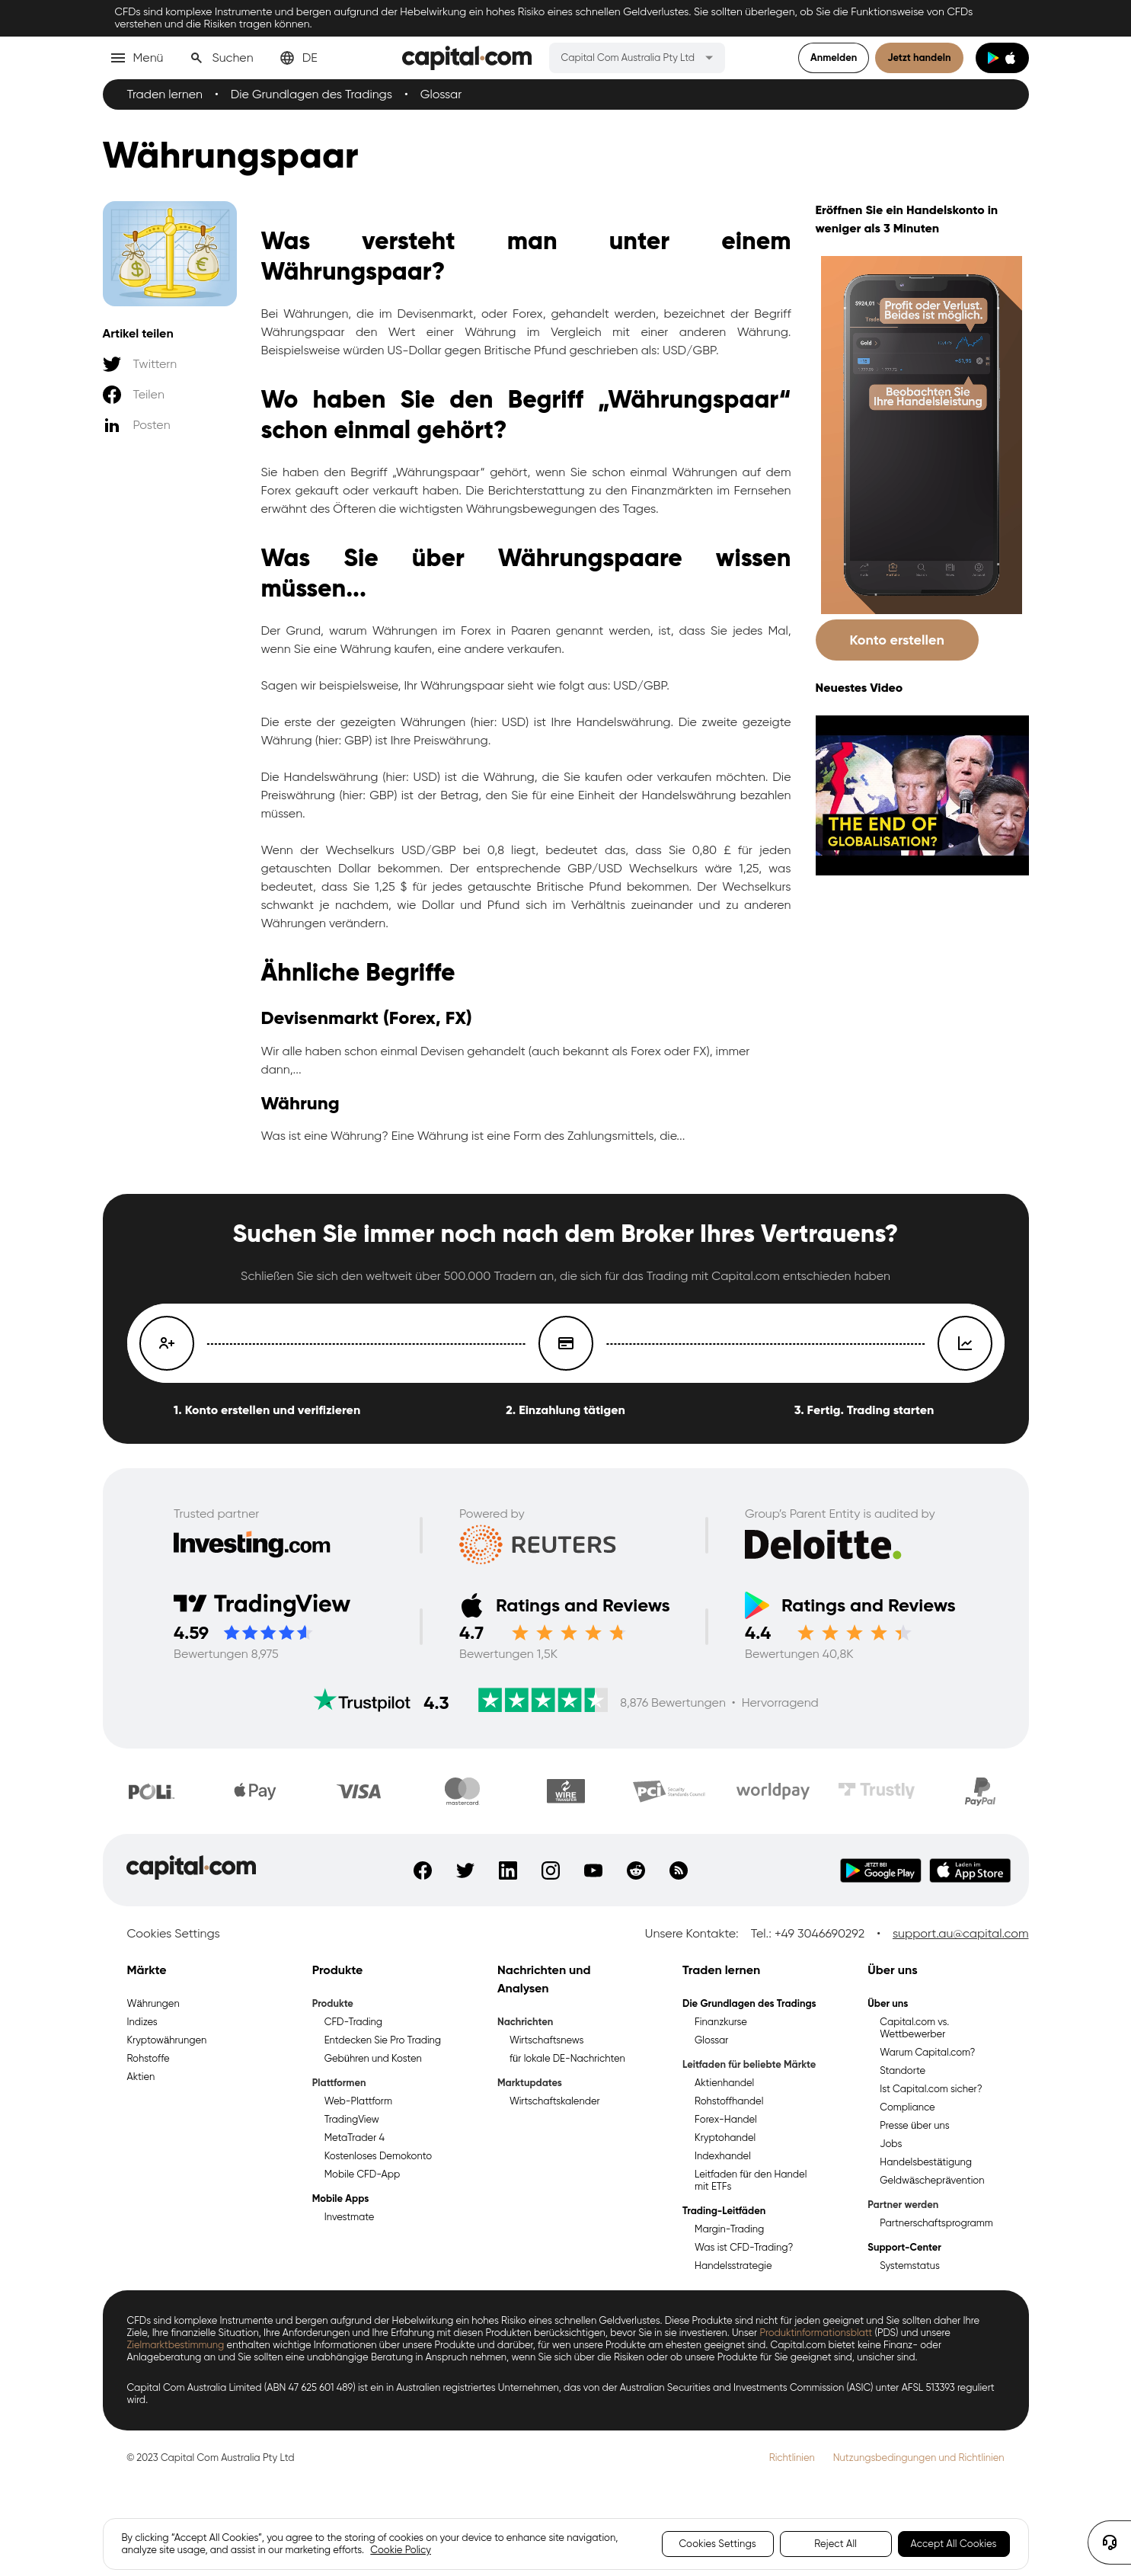 CFDs sind komplexe Instrumente und bergen aufgrund der Hebelwirkung ein hohes Risiko eines schnellen Geldverlustes. Sie sollten überlegen, ob Sie die Funktionsweise von CFDs
verstehen und die Risiken tragen können.
Menü
Suchen
DE
capital.com
Capital Com Australia Pty Ltd
Anmelden
Jetzt handeln
Traden lernen • Die Grundlagen des Tradings • Glossar
Währungspaar
Artikel teilen
Twittern
Teilen
Posten
Was versteht man unter einem
Währungspaar?
Bei Währungen, die im Devisenmarkt, oder Forex, gehandelt werden, bezeichnet der Begriff
Währungspaar den Wert einer Währung im Vergleich mit einer anderen Währung.
Beispielsweise würden US-Dollar gegen Britische Pfund geschrieben als: USD/GBP.
Wo haben Sie den Begriff „Währungspaar“
schon einmal gehört?
Sie haben den Begriff „Währungspaar“ gehört, wenn Sie schon einmal Währungen auf dem
Forex gekauft oder verkauft haben. Die Berichterstattung zu den Finanzmärkten im Fernsehen
erwähnt des Öfteren die wichtigsten Währungsbewegungen des Tages.
Was Sie über Währungspaare wissen
müssen...
Der Grund, warum Währungen im Forex in Paaren genannt werden, ist, dass Sie jedes Mal,
wenn Sie eine Währung kaufen, eine andere verkaufen.
Sagen wir beispielsweise, Ihr Währungspaar sieht wie folgt aus: USD/GBP.
Die erste der gezeigten Währungen (hier: USD) ist Ihre Handelswährung. Die zweite gezeigte
Währung (hier: GBP) ist Ihre Preiswährung.
Die Handelswährung (hier: USD) ist die Währung, die Sie kaufen oder verkaufen möchten. Die
Preiswährung (hier: GBP) ist der Betrag, den Sie für eine Einheit der Handelswährung bezahlen
müssen.
Wenn der Wechselkurs USD/GBP bei 0,8 liegt, bedeutet das, dass Sie 0,80 £ für jeden
getauschten Dollar bekommen. Der entsprechende GBP/USD Wechselkurs wäre 1,25, was
bedeutet, dass Sie 1,25 $ für jedes getauschte Britische Pfund bekommen. Der Wechselkurs
schwankt je nachdem, wie Dollar und Pfund sich im Verhältnis zueinander und zu anderen
Währungen verändern.
Ähnliche Begriffe
Devisenmarkt (Forex, FX)
Wir alle haben schon einmal Devisen gehandelt (auch bekannt als Forex oder FX), immer
dann,...
Währung
Was ist eine Währung? Eine Währung ist eine Form des Zahlungsmittels, die...
Eröffnen Sie ein Handelskonto in
weniger als 3 Minuten
Profit oder Verlust.
Beides ist möglich.
Gold
Beobachten Sie
Ihre Handelsleistung
Konto erstellen
Neuestes Video
THE END OF
GLOBALISATION?
Suchen Sie immer noch nach dem Broker Ihres Vertrauens?
Schließen Sie sich den weltweit über 500.000 Tradern an, die sich für das Trading mit Capital.com entschieden haben
1. Konto erstellen und verifizieren
2. Einzahlung tätigen
3. Fertig. Trading starten
Trusted partner
Investing.com
Powered by
REUTERS
Group's Parent Entity is audited by
Deloitte.
TradingView
4.59
Bewertungen 8,975
Ratings and Reviews
4.7
Bewertungen 1,5K
Ratings and Reviews
4.4
Bewertungen 40,8K
Trustpilot 4.3
8,876 Bewertungen • Hervorragend
POLi
Pay
VISA
mastercard
WIRE
TRANSFER
PCI Security
Standards Council
worldpay
Trustly
PayPal
capital.com
JETZT BEI
Google Play
Laden im
App Store
Cookies Settings
Unsere Kontakte: Tel.: +49 3046690292 • support.au@capital.com
Märkte
Währungen
Indizes
Kryptowährungen
Rohstoffe
Aktien
Produkte
Produkte
CFD-Trading
Entdecken Sie Pro Trading
Gebühren und Kosten
Plattformen
Web-Plattform
TradingView
MetaTrader 4
Kostenloses Demokonto
Mobile CFD-App
Mobile Apps
Investmate
Nachrichten und
Analysen
Nachrichten
Wirtschaftsnews
für lokale DE-Nachrichten
Marktupdates
Wirtschaftskalender
Traden lernen
Die Grundlagen des Tradings
Finanzkurse
Glossar
Leitfaden für beliebte Märkte
Aktienhandel
Rohstoffhandel
Forex-Handel
Kryptohandel
Indexhandel
Leitfaden für den Handel
mit ETFs
Trading-Leitfäden
Margin-Trading
Was ist CFD-Trading?
Handelsstrategie
Über uns
Über uns
Capital.com vs.
Wettbewerber
Warum Capital.com?
Standorte
Ist Capital.com sicher?
Compliance
Presse über uns
Jobs
Handelsbestätigung
Geldwäscheprävention
Partner werden
Partnerschaftsprogramm
Support-Center
Systemstatus
CFDs sind komplexe Instrumente und bergen aufgrund der Hebelwirkung ein hohes Risiko eines schnellen Geldverlustes. Diese Produkte sind nicht für jeden geeignet und Sie sollten daher Ihre
Ziele, Ihre finanzielle Situation, Ihre Anforderungen und Ihre Erfahrung mit diesen Produkten berücksichtigen, bevor Sie in sie investieren. Unser Produktinformationsblatt (PDS) und unsere
Zielmarktbestimmung enthalten wichtige Informationen über unsere Produkte und darüber, für wen unsere Produkte am ehesten geeignet sind. Capital.com bietet keine Finanz- oder
Anlageberatung an und Sie sollten eine unabhängige Beratung in Anspruch nehmen, wenn Sie sich über die Risiken oder ob unsere Produkte für Sie geeignet sind, unsicher sind.
Capital Com Australia Limited (ABN 47 625 601 489) ist ein in Australien registriertes Unternehmen, das von der Australian Securities and Investments Commission (ASIC) unter AFSL 513393 reguliert
wird.
© 2023 Capital Com Australia Pty Ltd
Richtlinien
Nutzungsbedingungen und Richtlinien
By clicking “Accept All Cookies”, you agree to the storing of cookies on your device to enhance site navigation,
analyze site usage, and assist in our marketing efforts. Cookie Policy
Cookies Settings
Reject All
Accept All Cookies